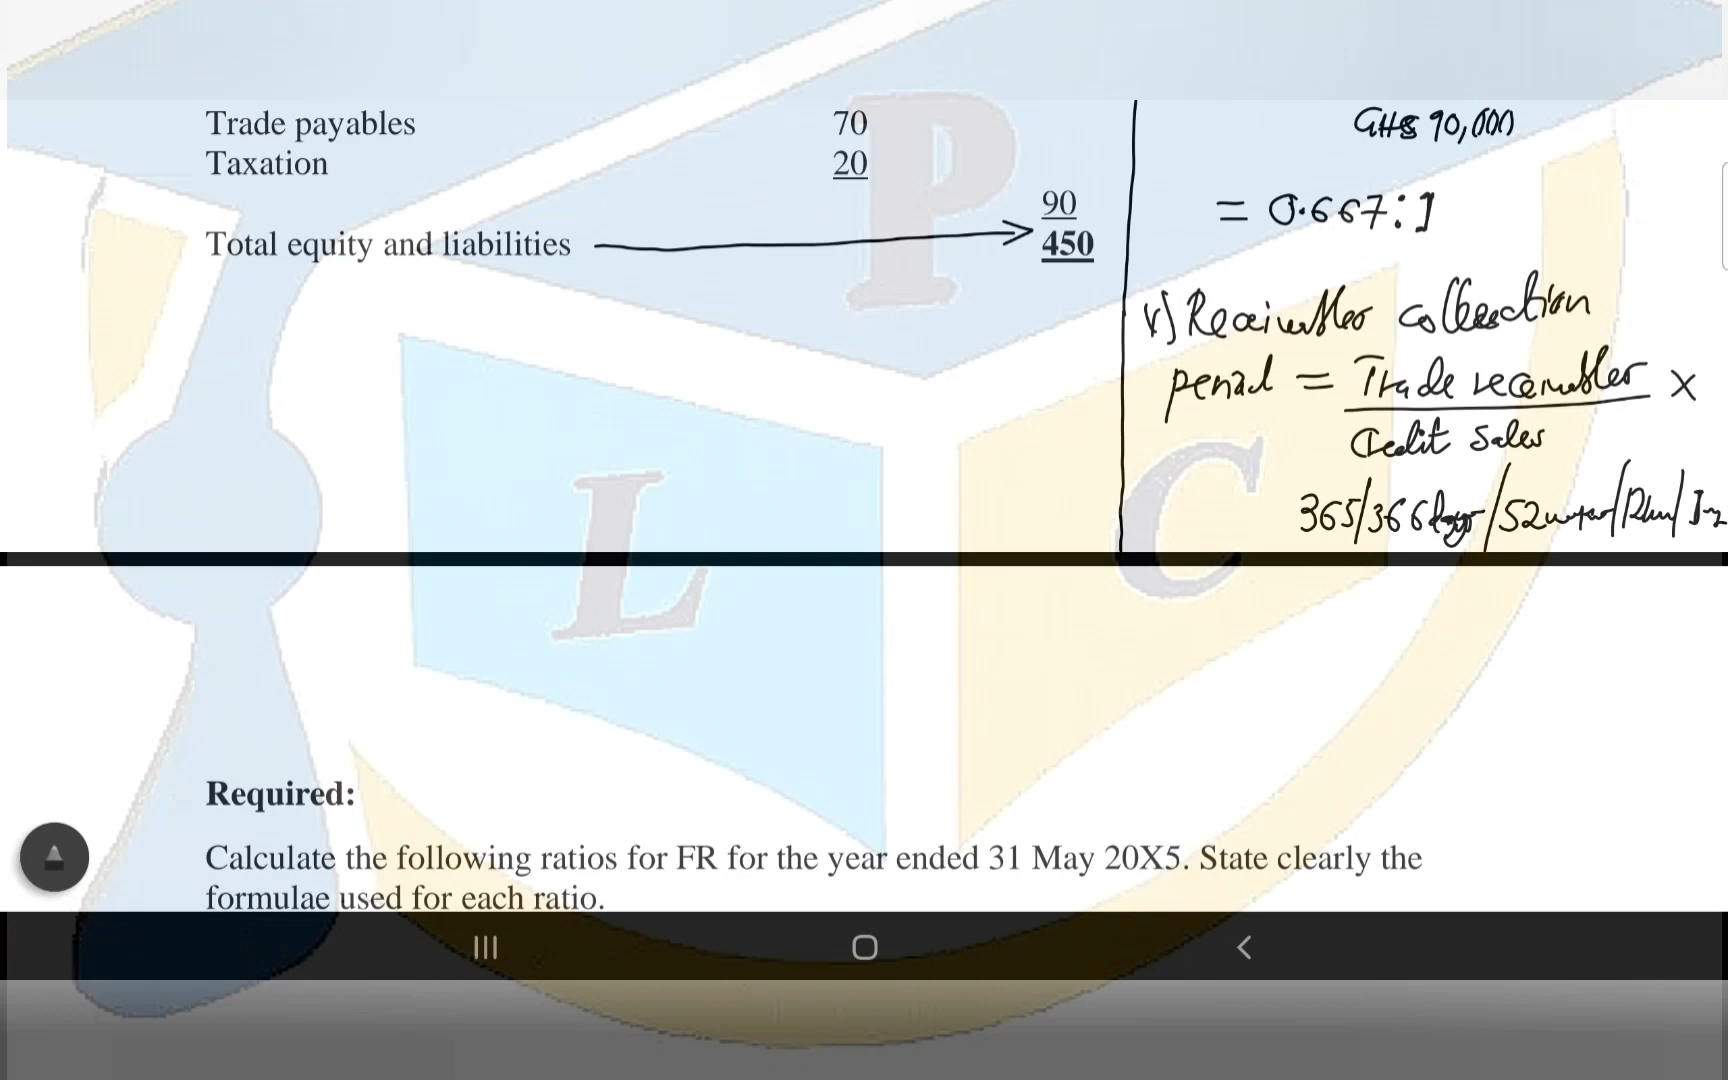 Trade payables 70
Taxation 20
90
Total equity and liabilities 450
GHS 90,000
= 0.667:1
v) Receivables collection
period = Trade receivables x
Credit Sales
365/366 days/52 weeks/12m/
Required:
Calculate the following ratios for FR for the year ended 31 May 20X5. State clearly the
formulae used for each ratio.
P
L
C